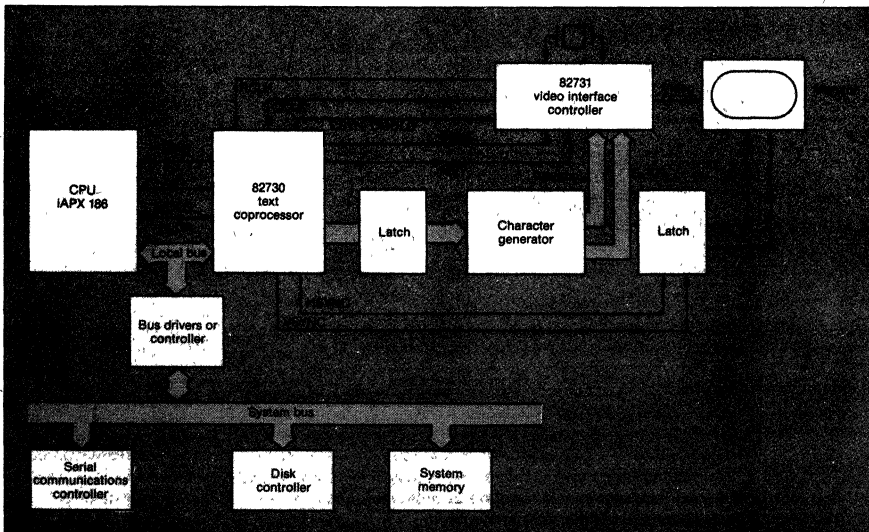 82731
video interface
controller
CPU
iAPX 186
82730
text
coprocessor
Latch
Character
generator
Latch
Local bus
Bus drivers or
controller
System bus
Serial
communications
controller
Disk
controller
System
memory